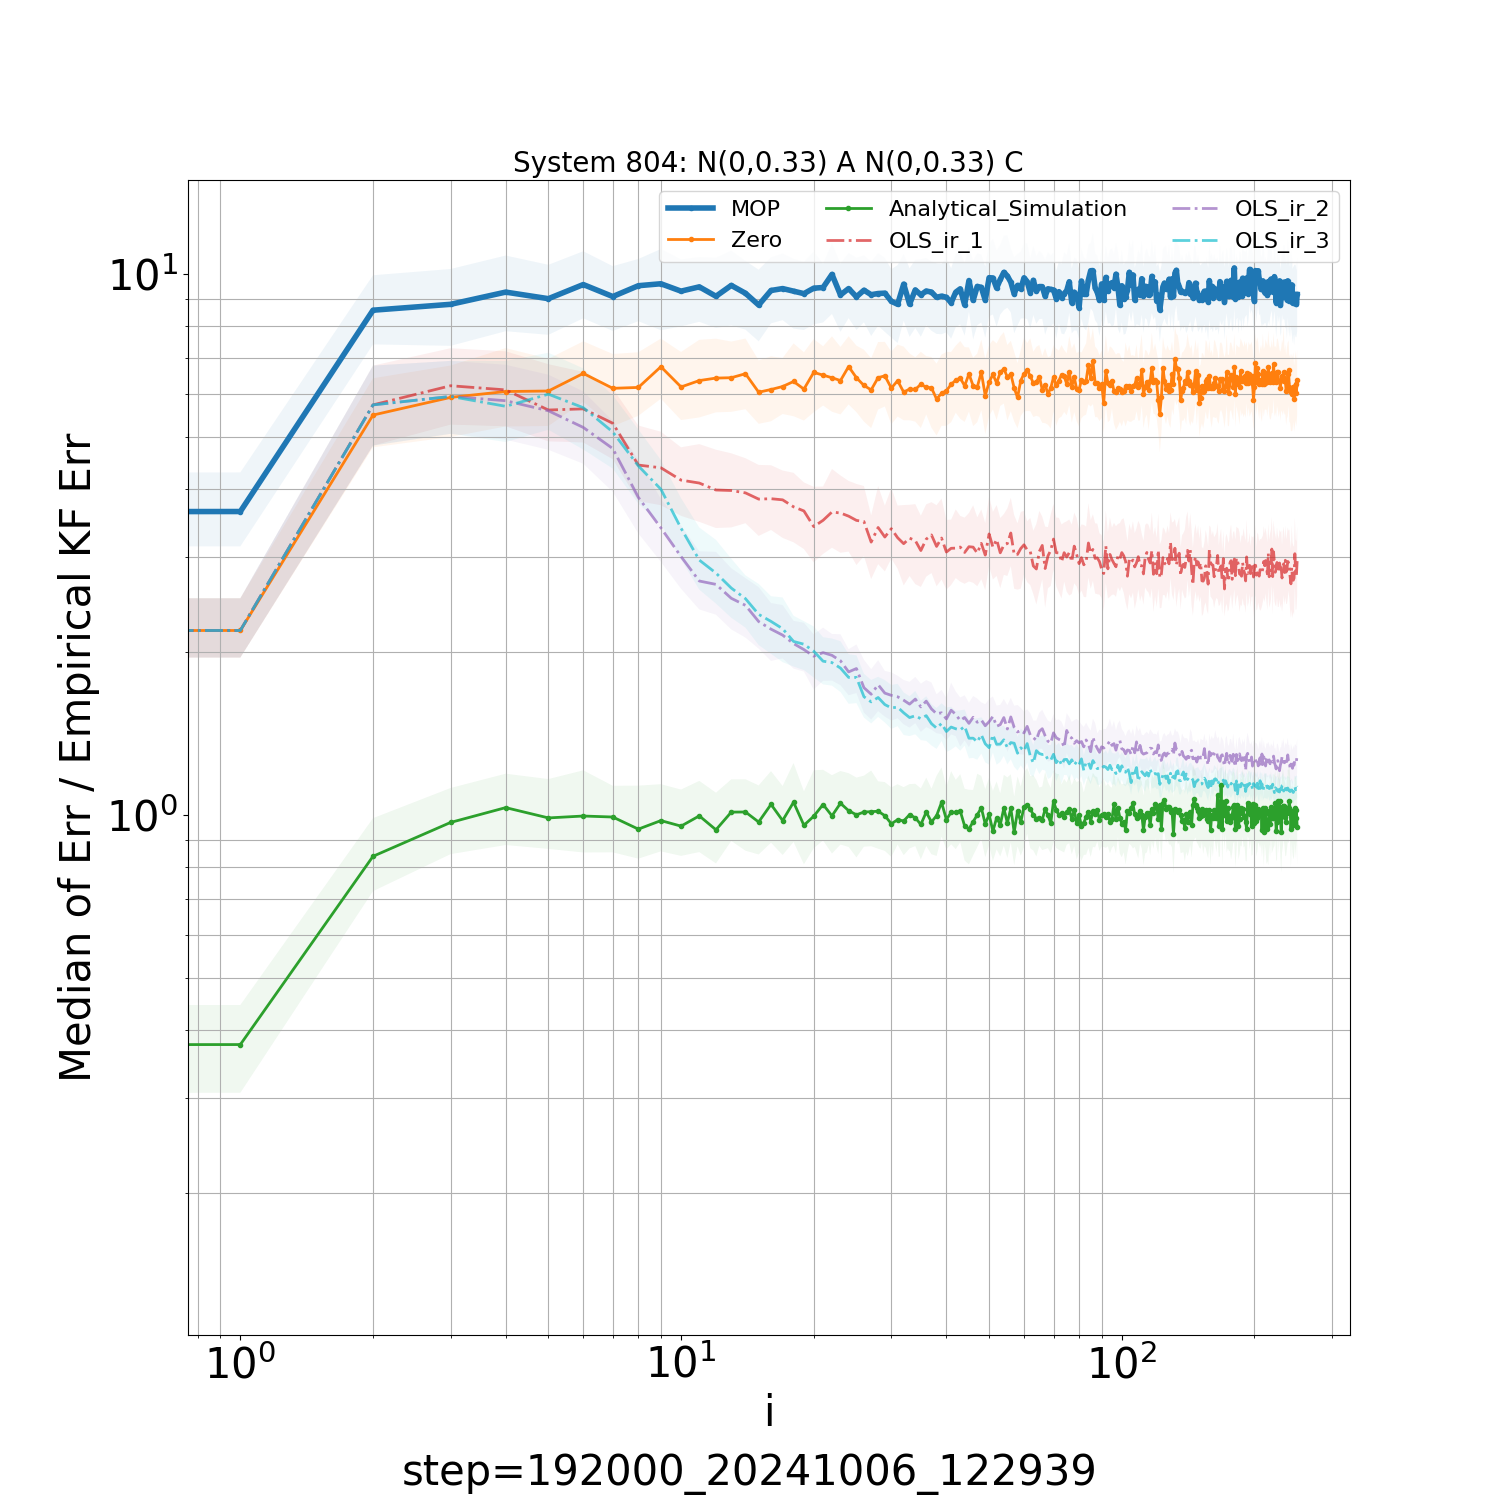 System 804: N(0,0.33) A N(0,0.33) C
MOP
Zero
Analytical_Simulation
OLS_ir_1
OLS_ir_2
OLS_ir_3
10¹
10⁰
Median of Err / Empirical KF Err
10⁰ 10¹ 10²
i
step=192000_20241006_122939